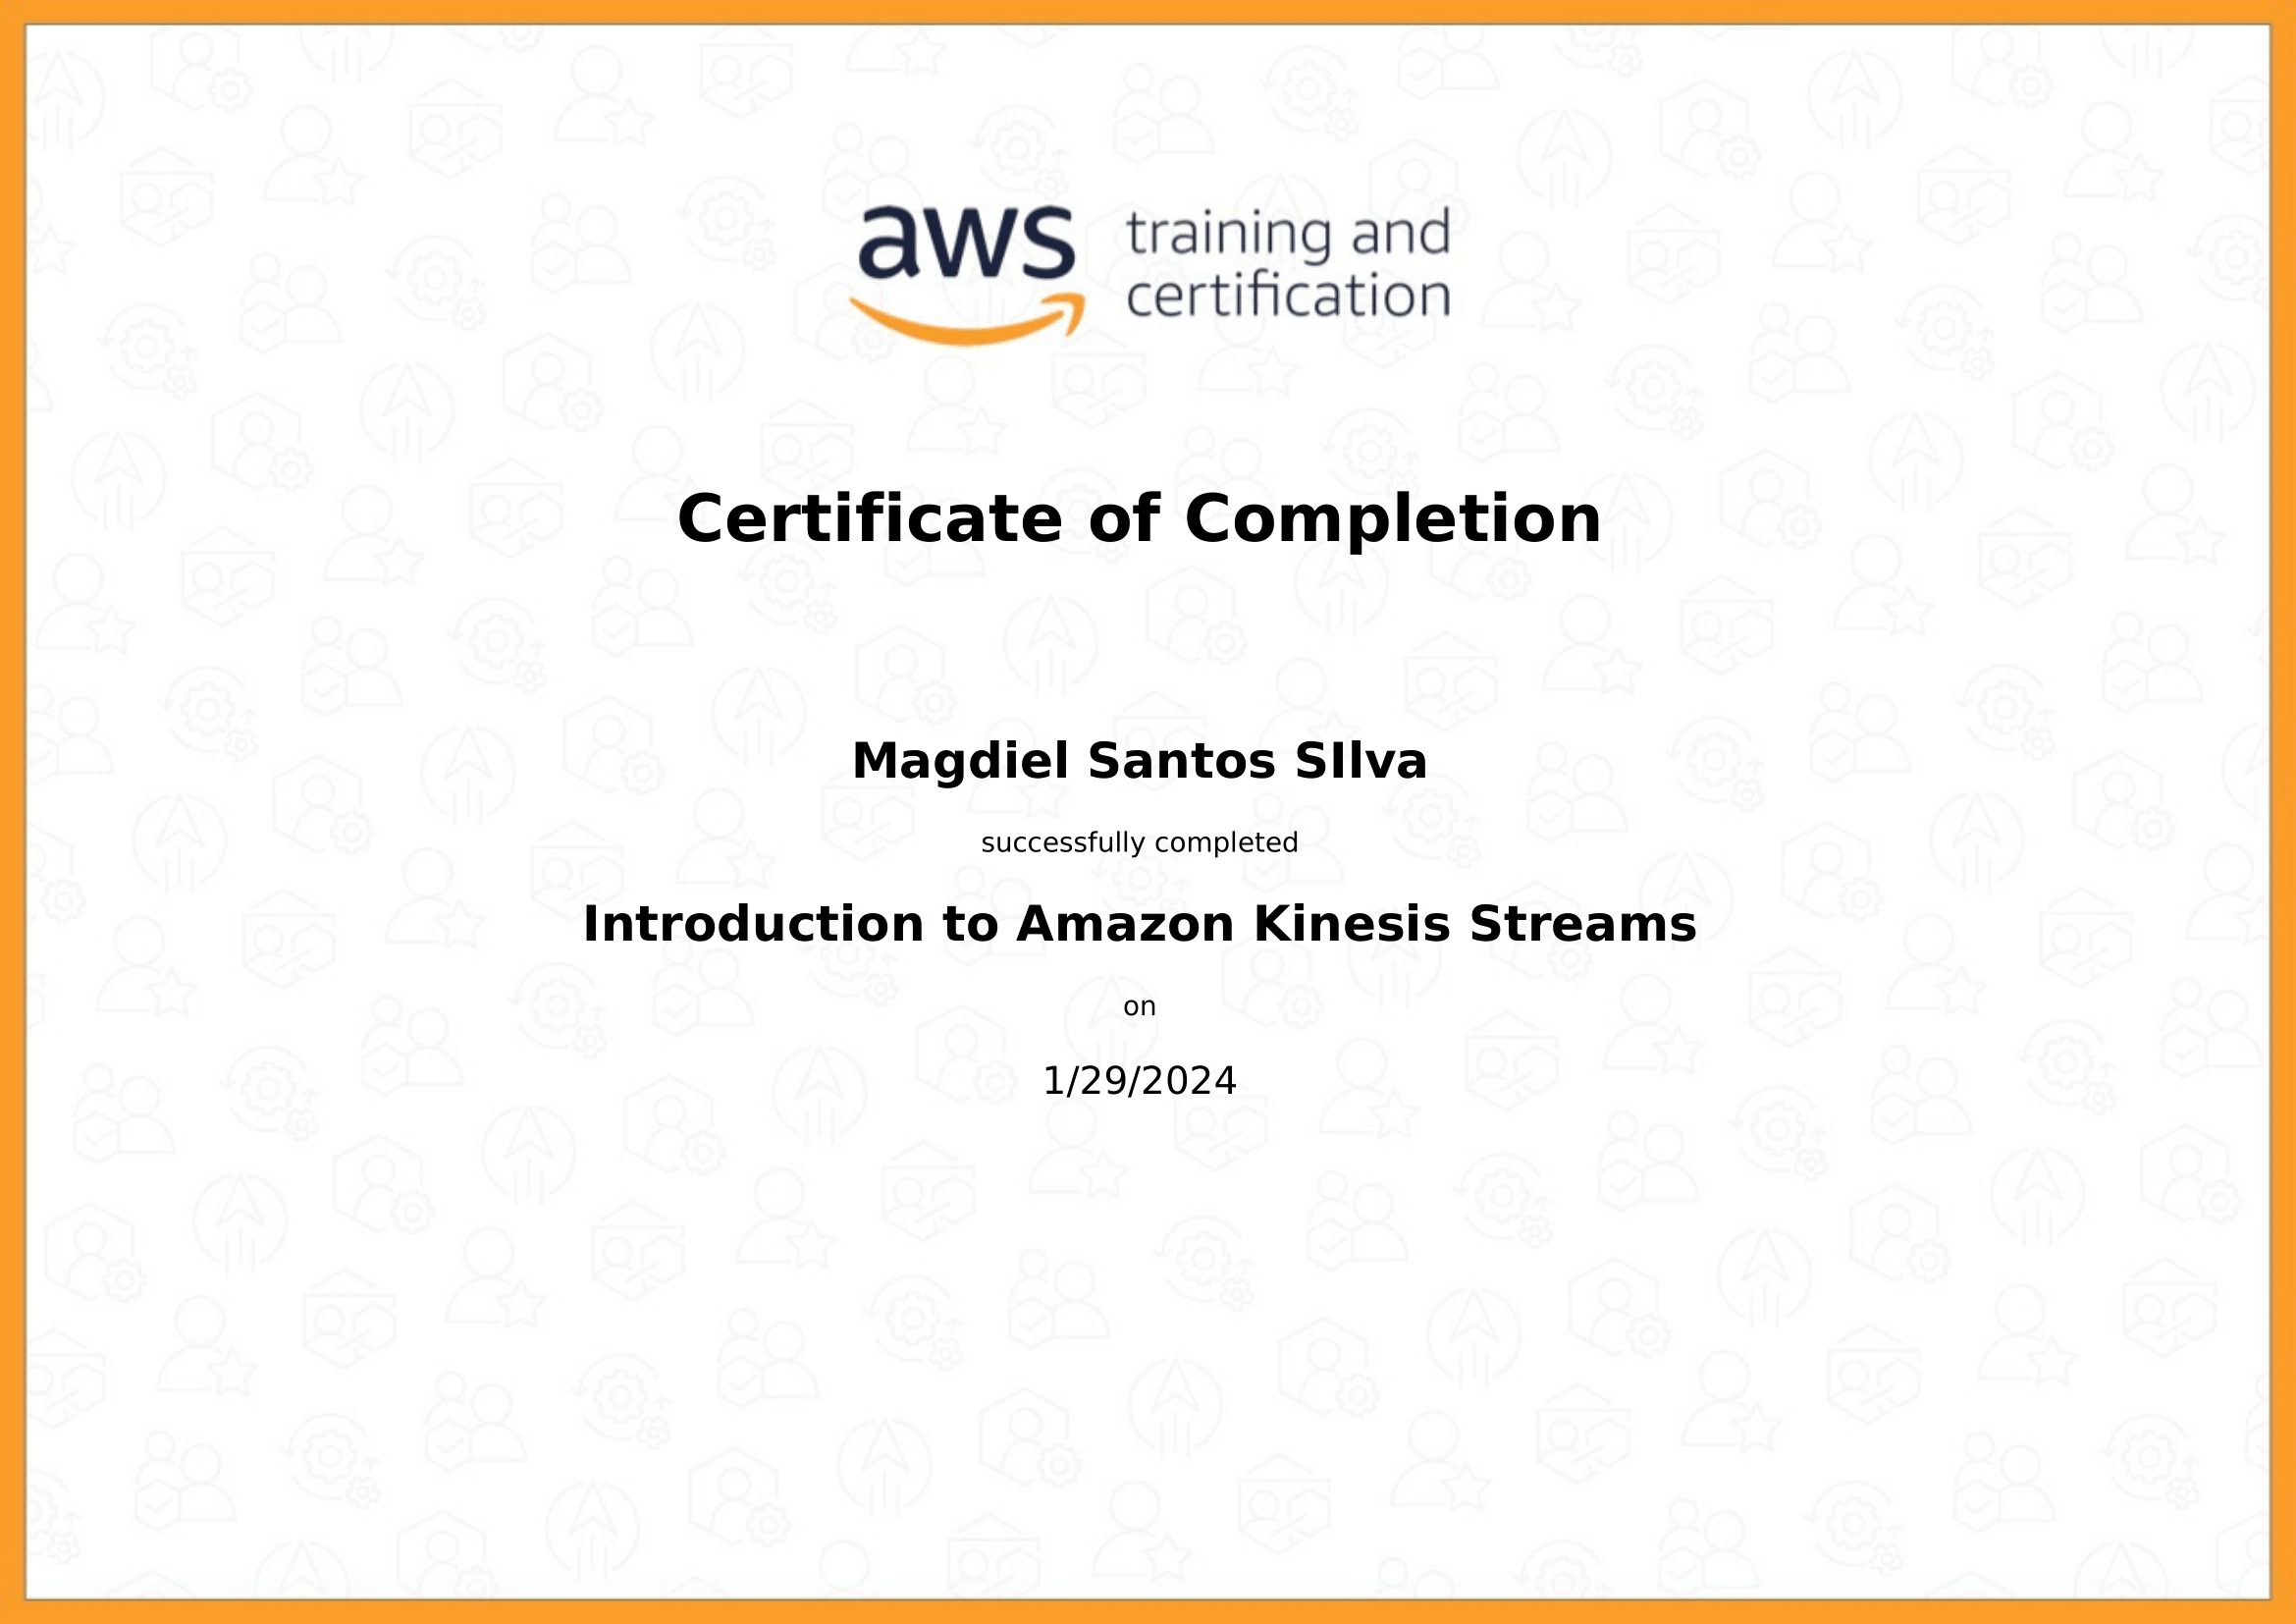 aws training and
certification
Certificate of Completion
Magdiel Santos SIlva
successfully completed
Introduction to Amazon Kinesis Streams
on
1/29/2024